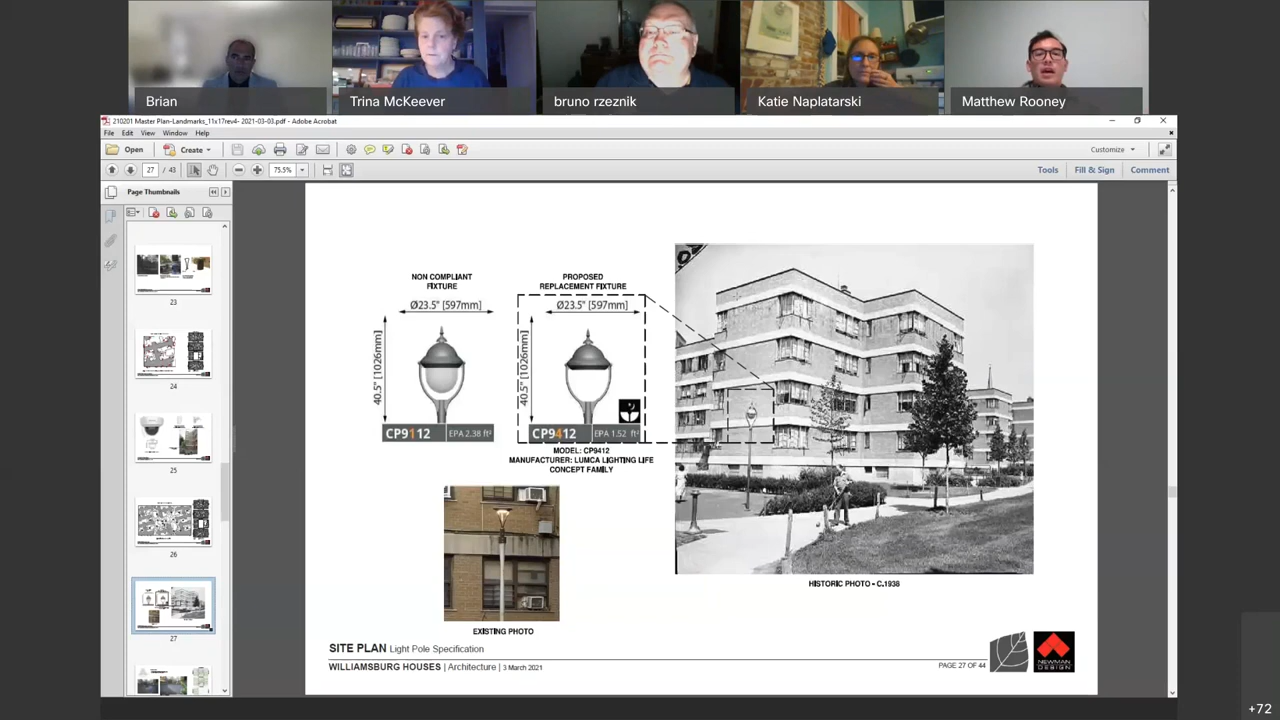 Brian
Trina McKeever
bruno rzeznik
Katie Naplatarski
Matthew Rooney
210201 Master Plan-Landmarks_11x17rev4- 2021-03-03.pdf - Adobe Acrobat
File Edit View Window Help
Open Create Customize
27 / 43 75.5% Tools Fill & Sign Comment
Page Thumbnails
23
24
25
26
27
NON COMPLIANT
FIXTURE
Ø23.5" [597mm]
40.5" [1026mm]
CP9112 EPA 2.38 ft²
PROPOSED
REPLACEMENT FIXTURE
Ø23.5" [597mm]
40.5" [1026mm]
CP9412 EPA 1.52 ft²
MODEL: CP9412
MANUFACTURER: LUMCA LIGHTING LIFE
CONCEPT FAMILY
EXISTING PHOTO
HISTORIC PHOTO - C.1938
SITE PLAN Light Pole Specification
WILLIAMSBURG HOUSES | Architecture | 3 March 2021
PAGE 27 OF 44
NEWMAN
DESIGN
+72